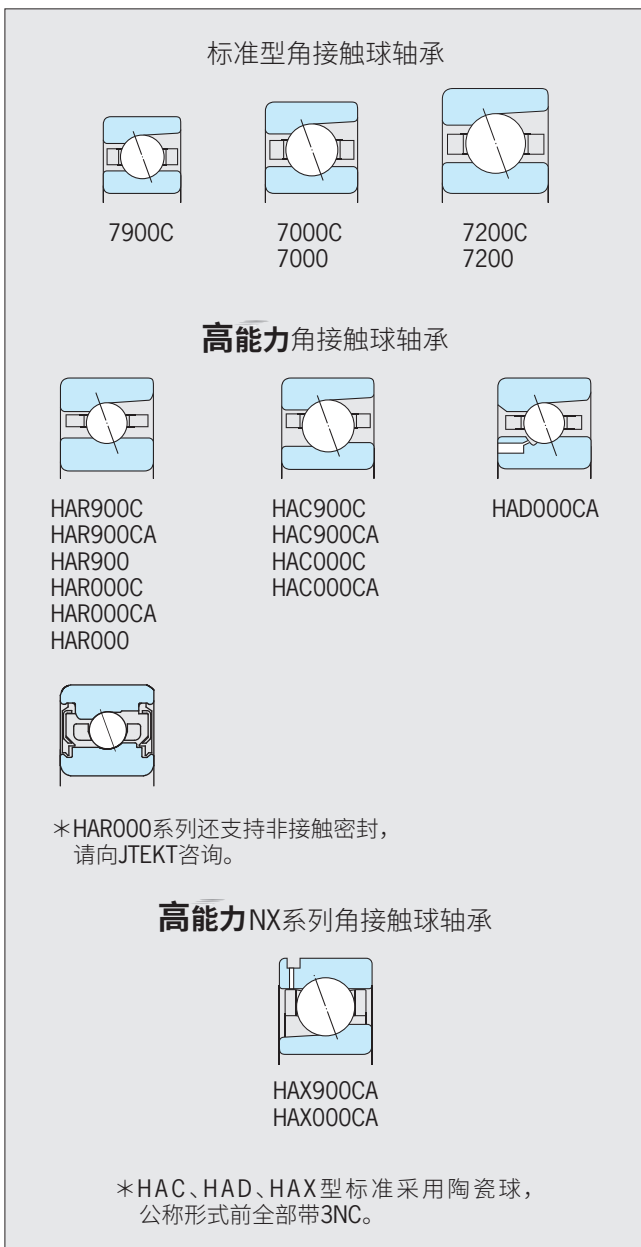 标准型角接触球轴承
7900C
7000C
7000
7200C
7200
高能力角接触球轴承
HAR900C
HAR900CA
HAR900
HAR000C
HAR000CA
HAR000
HAC900C
HAC900CA
HAC000C
HAC000CA
HAD000CA
＊HAR000系列还支持非接触密封，
请向JTEKT咨询。
高能力NX系列角接触球轴承
HAX900CA
HAX000CA
＊HAC、HAD、HAX型标准采用陶瓷球，
公称形式前全部带3NC。